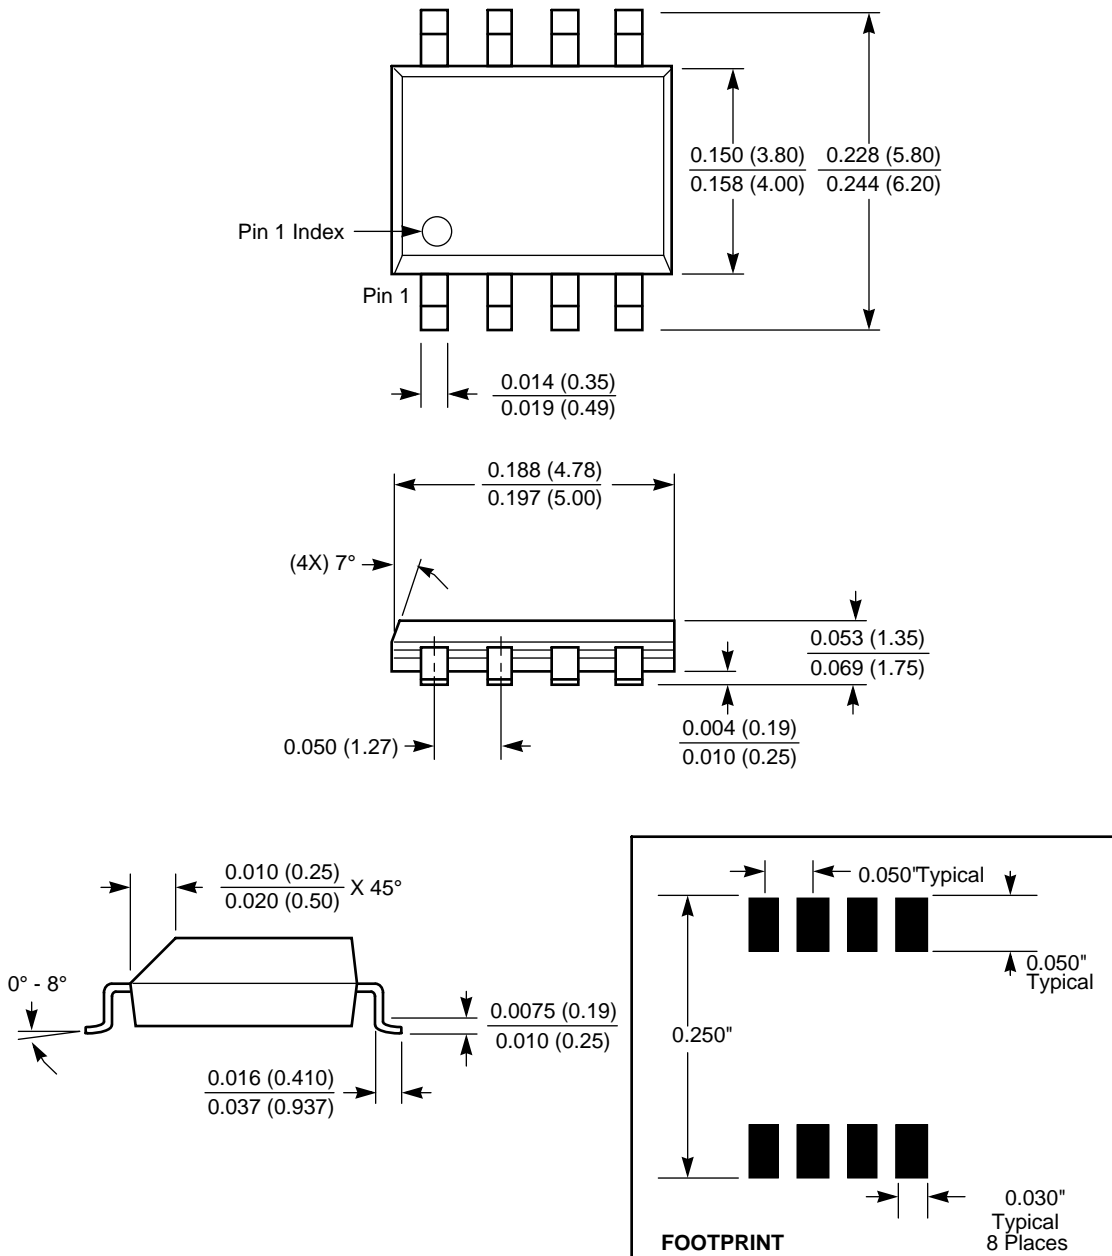 0.150 (3.80)
0.158 (4.00)
0.228 (5.80)
0.244 (6.20)
Pin 1 Index
Pin 1
0.014 (0.35)
0.019 (0.49)
0.188 (4.78)
0.197 (5.00)
(4X) 7°
0.053 (1.35)
0.069 (1.75)
0.004 (0.19)
0.010 (0.25)
0.050 (1.27)
0.010 (0.25)
0.020 (0.50)
X 45°
0° - 8°
0.0075 (0.19)
0.010 (0.25)
0.016 (0.410)
0.037 (0.937)
0.050"Typical
0.050"
Typical
0.250"
0.030"
Typical
8 Places
FOOTPRINT